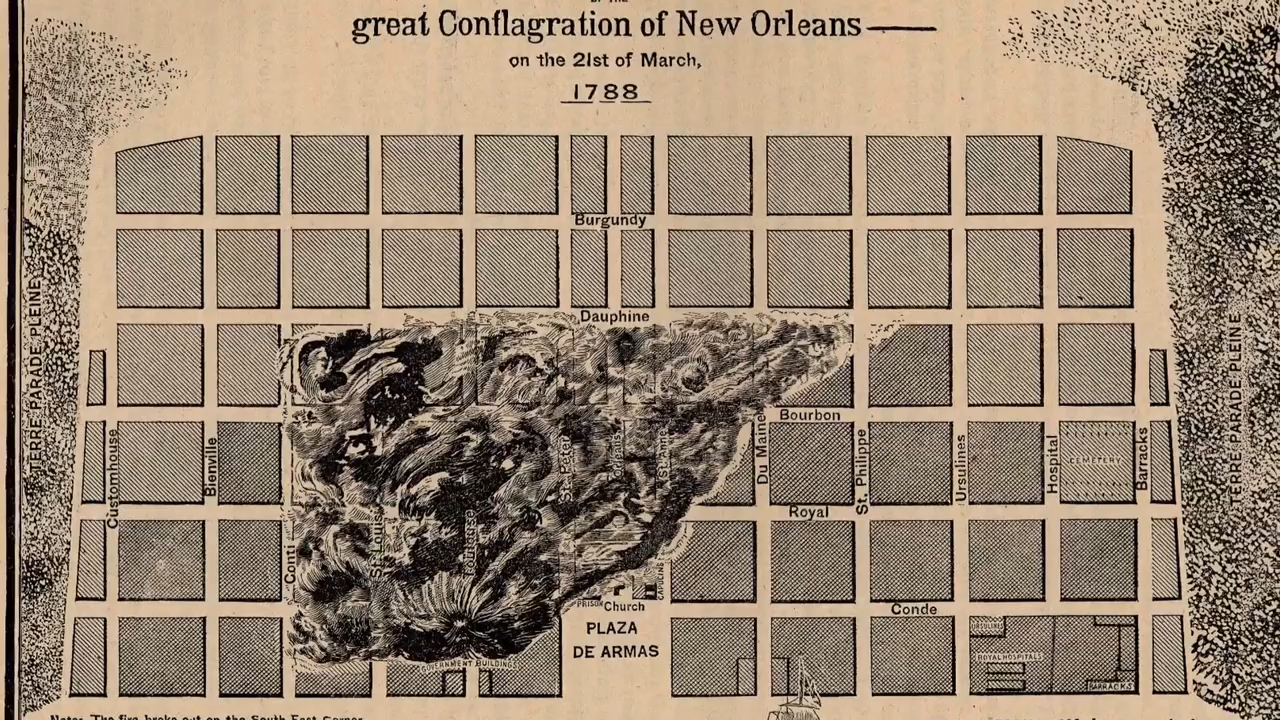 OF THE
great Conflagration of New Orleans—
on the 21st of March,
1788
Burgundy
Dauphine
TERRE PARADE PLEINE
TERRE PARADE PLEINE
Bourbon
Customhouse
Bienville
St. Peter
Orleans
St. Anne
Du Maine
St. Philippe
Ursulines
Hospital
CEMETERY
Barracks
Royal
Conti
St. Louis
Toulouse
CAPUCINS
PRISON
Church
Conde
PLAZA
DE ARMAS
URSULINES
GOVERNMENT BUILDINGS
ROYAL HOSPITALS
BARRACKS
Note: The fire broke out on the South East Corner